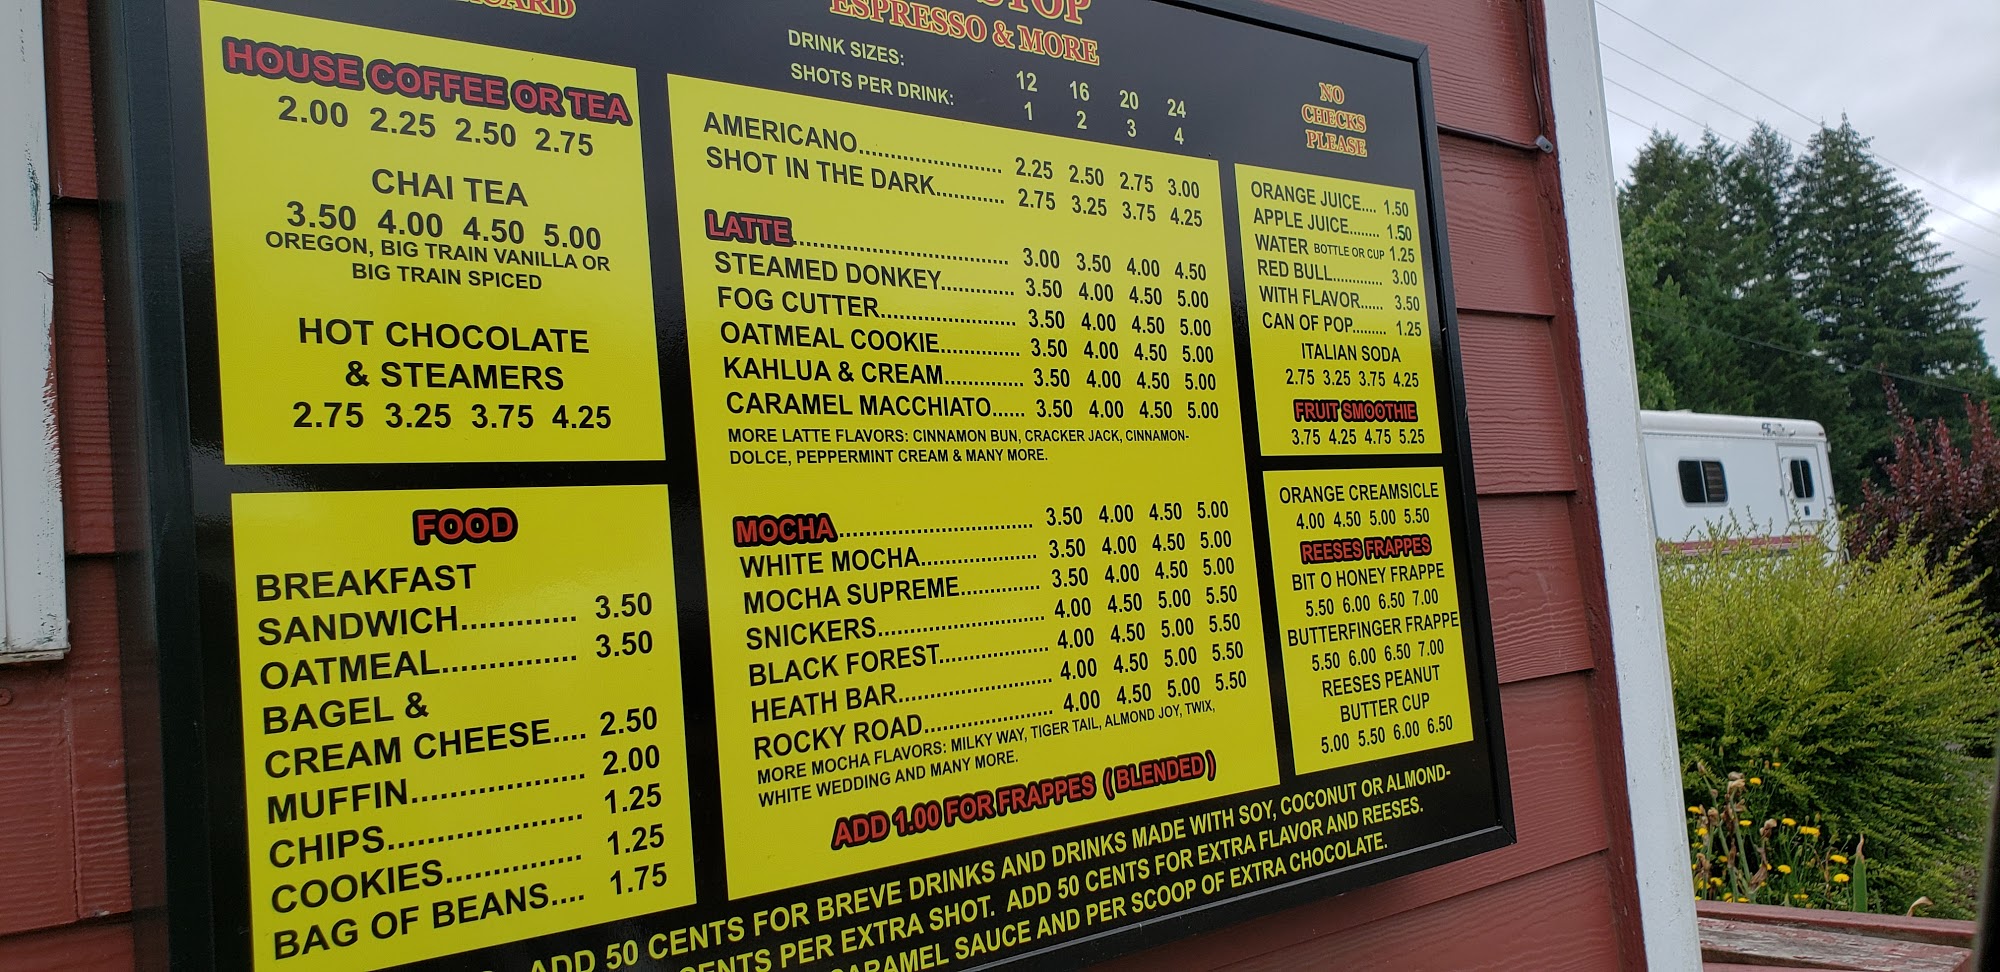 ESPRESSO & MORE
DRINK SIZES: 12 16 20 24
SHOTS PER DRINK: 1 2 3 4
NO
CHECKS
PLEASE
HOUSE COFFEE OR TEA
2.00 2.25 2.50 2.75
CHAI TEA
3.50 4.00 4.50 5.00
OREGON, BIG TRAIN VANILLA OR
BIG TRAIN SPICED
HOT CHOCOLATE
& STEAMERS
2.75 3.25 3.75 4.25
FOOD
BREAKFAST
SANDWICH............. 3.50
OATMEAL............... 3.50
BAGEL &
CREAM CHEESE.... 2.50
MUFFIN.................. 2.00
CHIPS.................... 1.25
COOKIES.............. 1.25
BAG OF BEANS.... 1.75
AMERICANO...................... 2.25 2.50 2.75 3.00
SHOT IN THE DARK........... 2.75 3.25 3.75 4.25
LATTE................................... 3.00 3.50 4.00 4.50
STEAMED DONKEY............ 3.50 4.00 4.50 5.00
FOG CUTTER...................... 3.50 4.00 4.50 5.00
OATMEAL COOKIE............. 3.50 4.00 4.50 5.00
KAHLUA & CREAM............. 3.50 4.00 4.50 5.00
CARAMEL MACCHIATO...... 3.50 4.00 4.50 5.00
MORE LATTE FLAVORS: CINNAMON BUN, CRACKER JACK, CINNAMON-
DOLCE, PEPPERMINT CREAM & MANY MORE.
MOCHA............................... 3.50 4.00 4.50 5.00
WHITE MOCHA................... 3.50 4.00 4.50 5.00
MOCHA SUPREME............. 3.50 4.00 4.50 5.00
SNICKERS........................... 4.00 4.50 5.00 5.50
BLACK FOREST.................. 4.00 4.50 5.00 5.50
HEATH BAR......................... 4.00 4.50 5.00 5.50
ROCKY ROAD..................... 4.00 4.50 5.00 5.50
MORE MOCHA FLAVORS: MILKY WAY, TIGER TAIL, ALMOND JOY, TWIX,
WHITE WEDDING AND MANY MORE.
ADD 1.00 FOR FRAPPES (BLENDED)
ORANGE JUICE.... 1.50
APPLE JUICE........ 1.50
WATER BOTTLE OR CUP 1.25
RED BULL............. 3.00
WITH FLAVOR...... 3.50
CAN OF POP......... 1.25
ITALIAN SODA
2.75 3.25 3.75 4.25
FRUIT SMOOTHIE
3.75 4.25 4.75 5.25
ORANGE CREAMSICLE
4.00 4.50 5.00 5.50
REESES FRAPPES
BIT O HONEY FRAPPE
5.50 6.00 6.50 7.00
BUTTERFINGER FRAPPE
5.50 6.00 6.50 7.00
REESES PEANUT
BUTTER CUP
5.00 5.50 6.00 6.50
ADD 50 CENTS FOR BREVE DRINKS AND DRINKS MADE WITH SOY, COCONUT OR ALMOND-
CENTS PER EXTRA SHOT. ADD 50 CENTS FOR EXTRA FLAVOR AND REESES.
CARAMEL SAUCE AND PER SCOOP OF EXTRA CHOCOLATE.